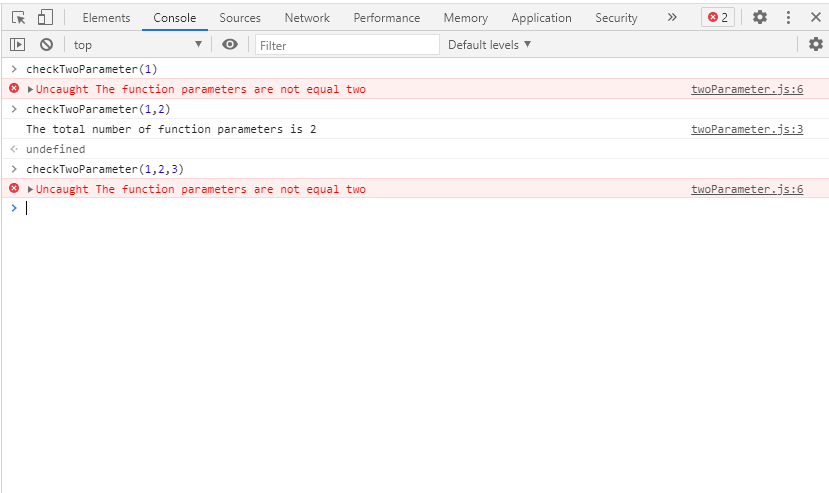 Elements Console Sources Network Performance Memory Application Security » 2
top Filter Default levels
checkTwoParameter(1)
Uncaught The function parameters are not equal two twoParameter.js:6
checkTwoParameter(1,2)
The total number of function parameters is 2 twoParameter.js:3
undefined
checkTwoParameter(1,2,3)
Uncaught The function parameters are not equal two twoParameter.js:6